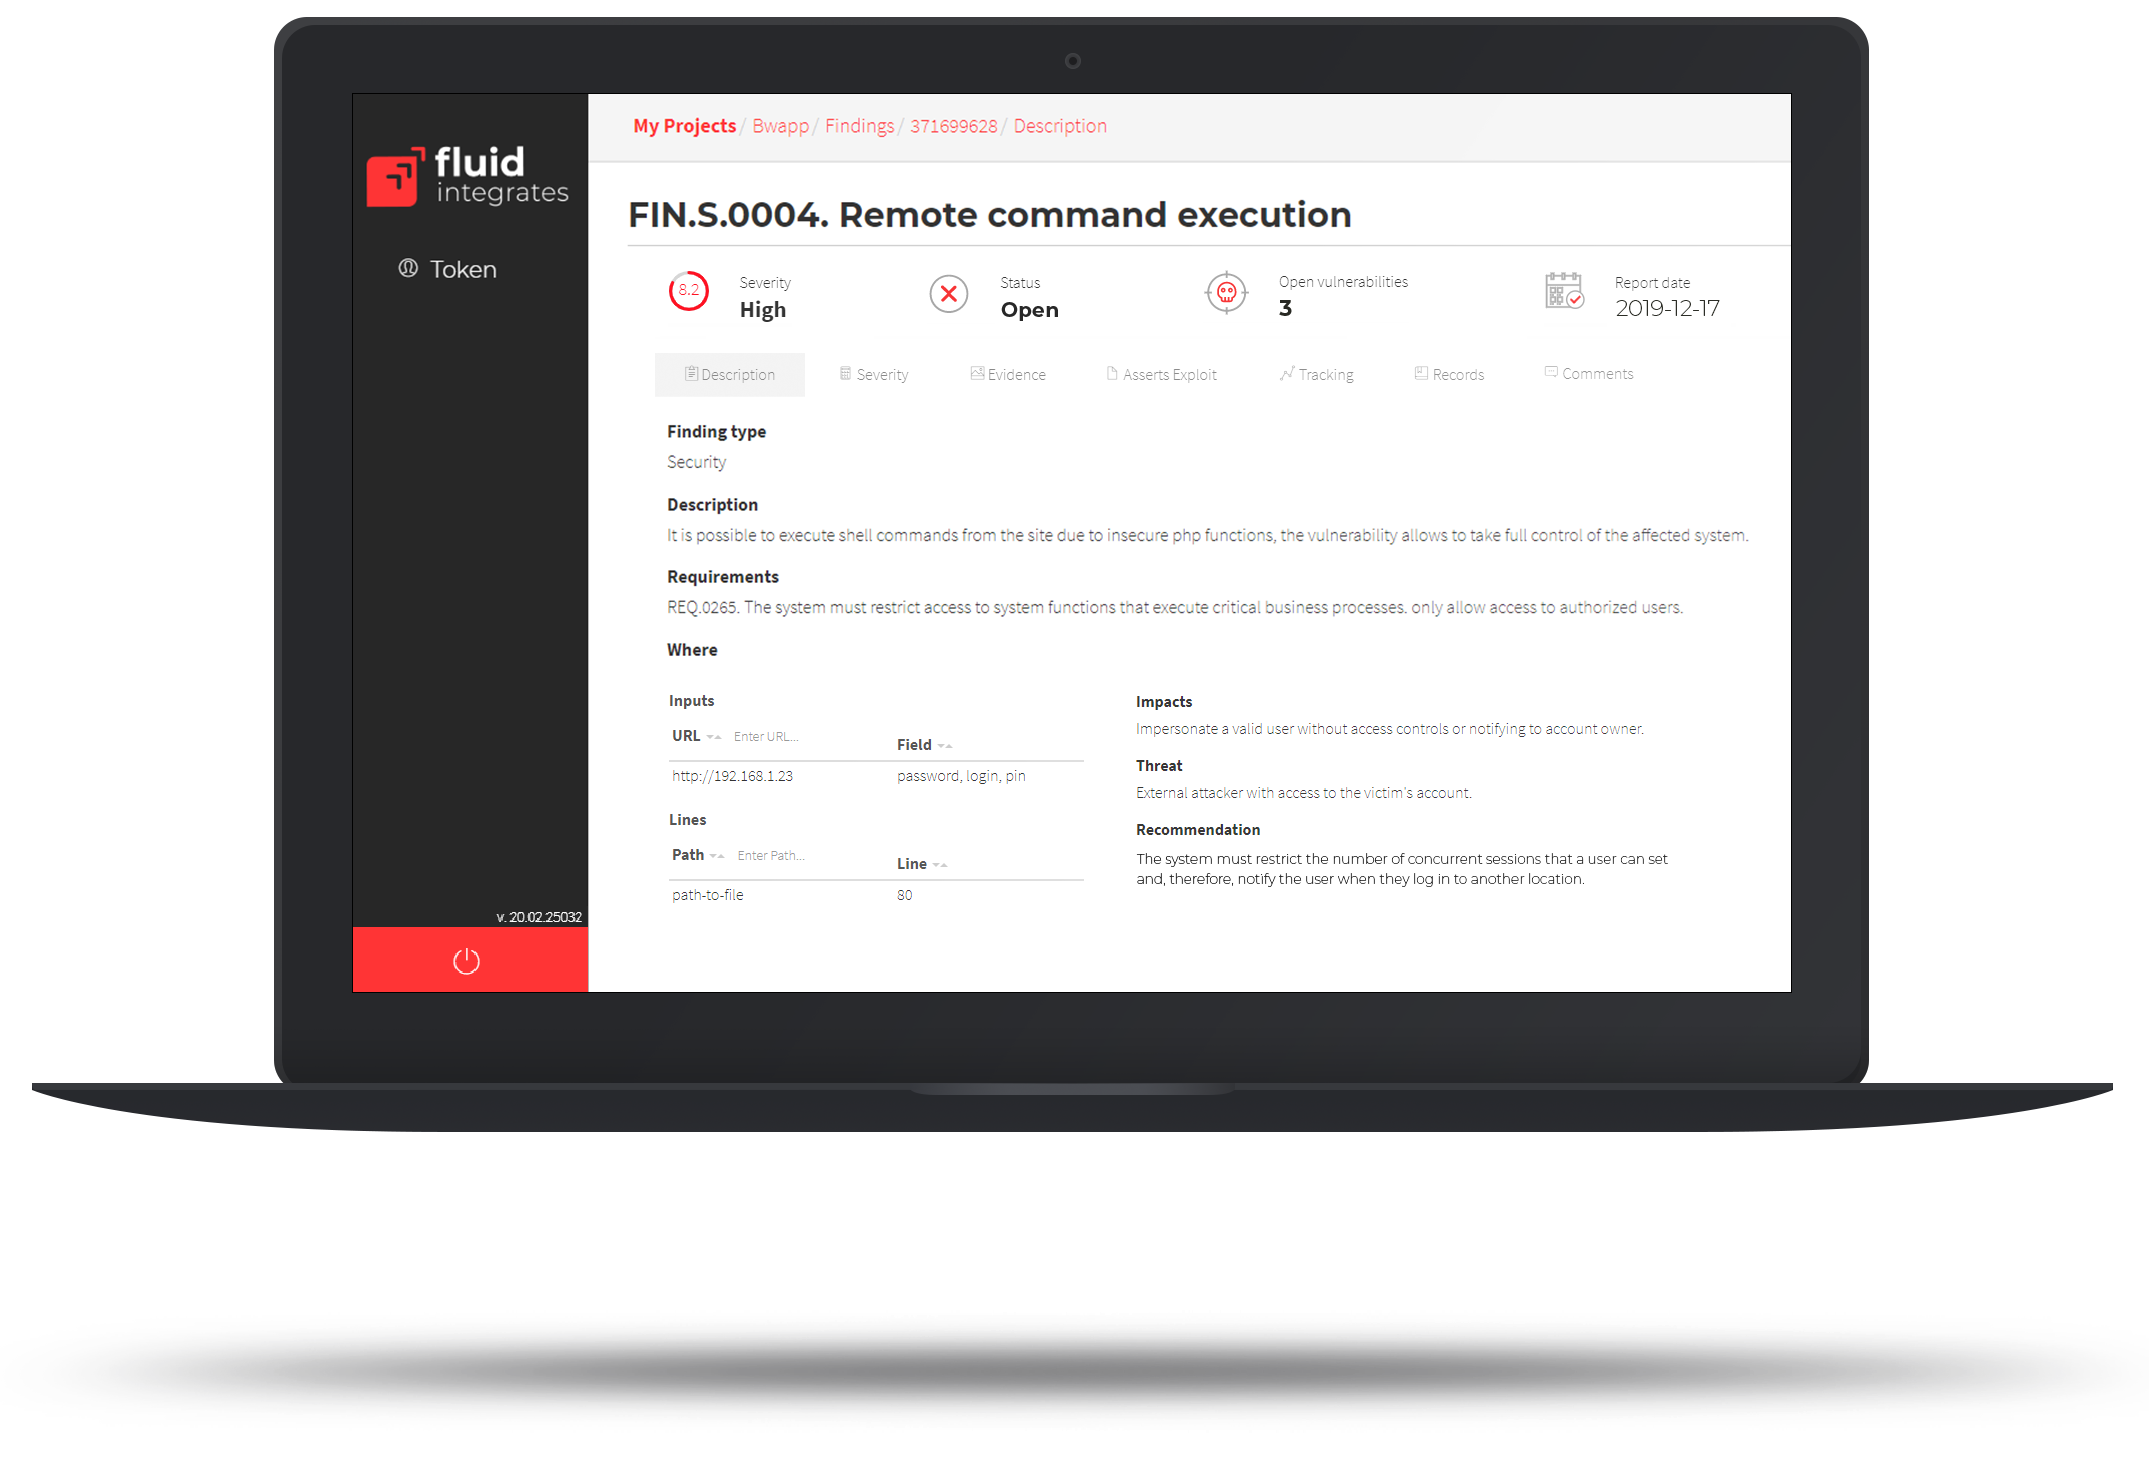 fluid
integrates
Token
v. 20.02.25032
My Projects / Bwapp / Findings / 371699628 / Description
FIN.S.0004. Remote command execution
8.2
Severity
High
Status
Open
Open vulnerabilities
3
Report date
2019-12-17
Description Severity Evidence Asserts Exploit Tracking Records Comments
Finding type
Security
Description
It is possible to execute shell commands from the site due to insecure php functions, the vulnerability allows to take full control of the affected system.
Requirements
REQ.0265. The system must restrict access to system functions that execute critical business processes. only allow access to authorized users.
Where
Inputs
URL Enter URL... Field
http://192.168.1.23 password, login, pin
Lines
Path Enter Path... Line
path-to-file 80
Impacts
Impersonate a valid user without access controls or notifying to account owner.
Threat
External attacker with access to the victim's account.
Recommendation
The system must restrict the number of concurrent sessions that a user can set
and, therefore, notify the user when they log in to another location.